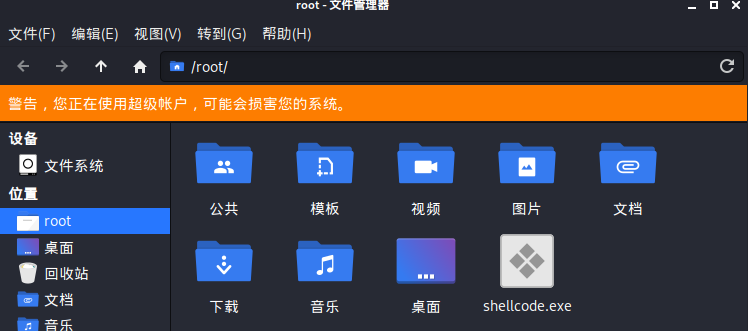 root - 文件管理器
文件(F) 编辑(E) 视图(V) 转到(G) 帮助(H)
/root/
警告，您正在使用超级帐户，可能会损害您的系统。
设备
文件系统
位置
root
桌面
回收站
文档
音乐
公共 模板 视频 图片 文档
下载 音乐 桌面 shellcode.exe